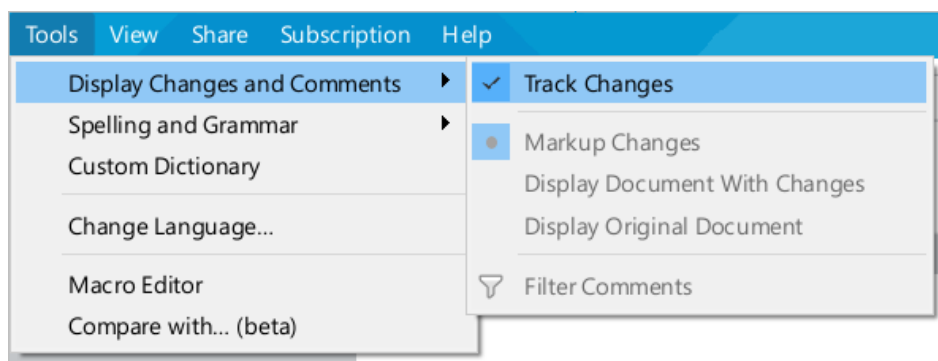 Tools View Share Subscription Help
Display Changes and Comments
Spelling and Grammar
Custom Dictionary
Change Language...
Macro Editor
Compare with... (beta)
Track Changes
Markup Changes
Display Document With Changes
Display Original Document
Filter Comments